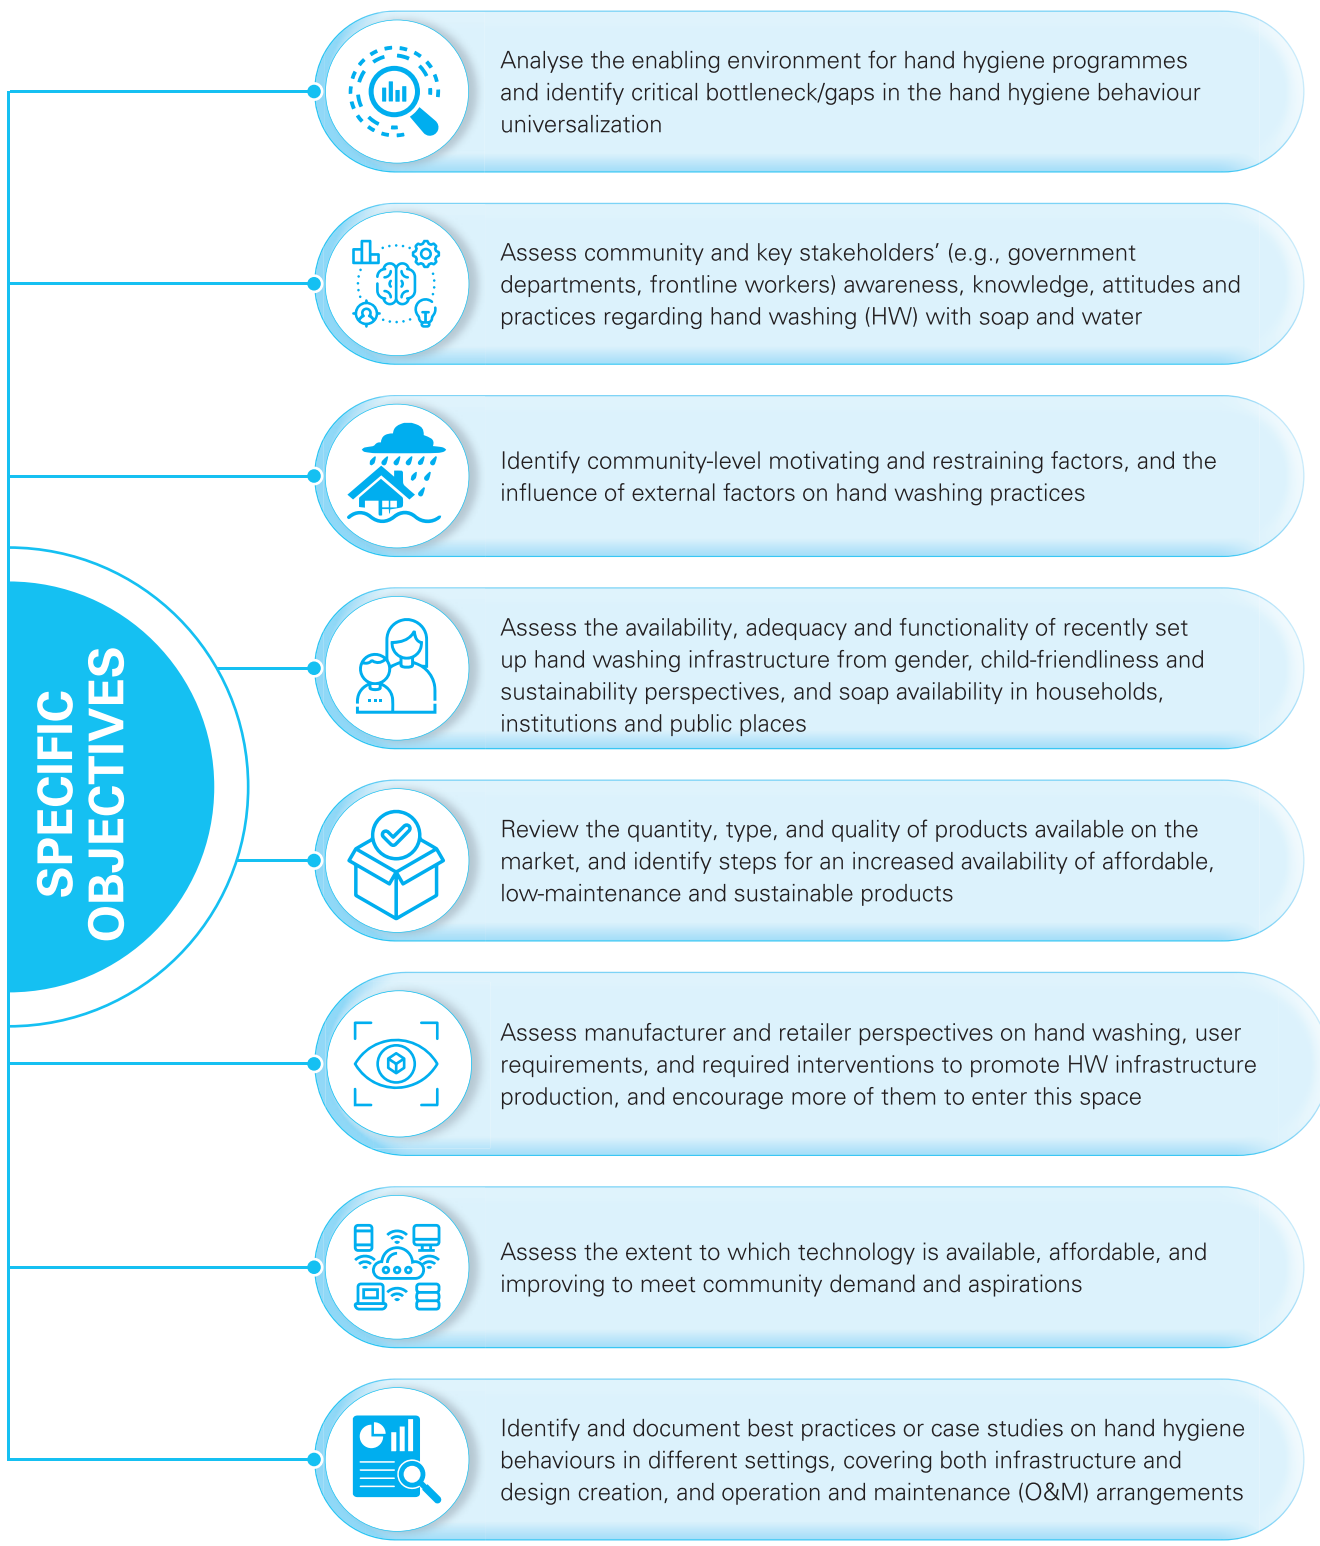 SPECIFIC
OBJECTIVES
Analyse the enabling environment for hand hygiene programmes
and identify critical bottleneck/gaps in the hand hygiene behaviour
universalization
Assess community and key stakeholders’ (e.g., government
departments, frontline workers) awareness, knowledge, attitudes and
practices regarding hand washing (HW) with soap and water
Identify community-level motivating and restraining factors, and the
influence of external factors on hand washing practices
Assess the availability, adequacy and functionality of recently set
up hand washing infrastructure from gender, child-friendliness and
sustainability perspectives, and soap availability in households,
institutions and public places
Review the quantity, type, and quality of products available on the
market, and identify steps for an increased availability of affordable,
low-maintenance and sustainable products
Assess manufacturer and retailer perspectives on hand washing, user
requirements, and required interventions to promote HW infrastructure
production, and encourage more of them to enter this space
Assess the extent to which technology is available, affordable, and
improving to meet community demand and aspirations
Identify and document best practices or case studies on hand hygiene
behaviours in different settings, covering both infrastructure and
design creation, and operation and maintenance (O&M) arrangements